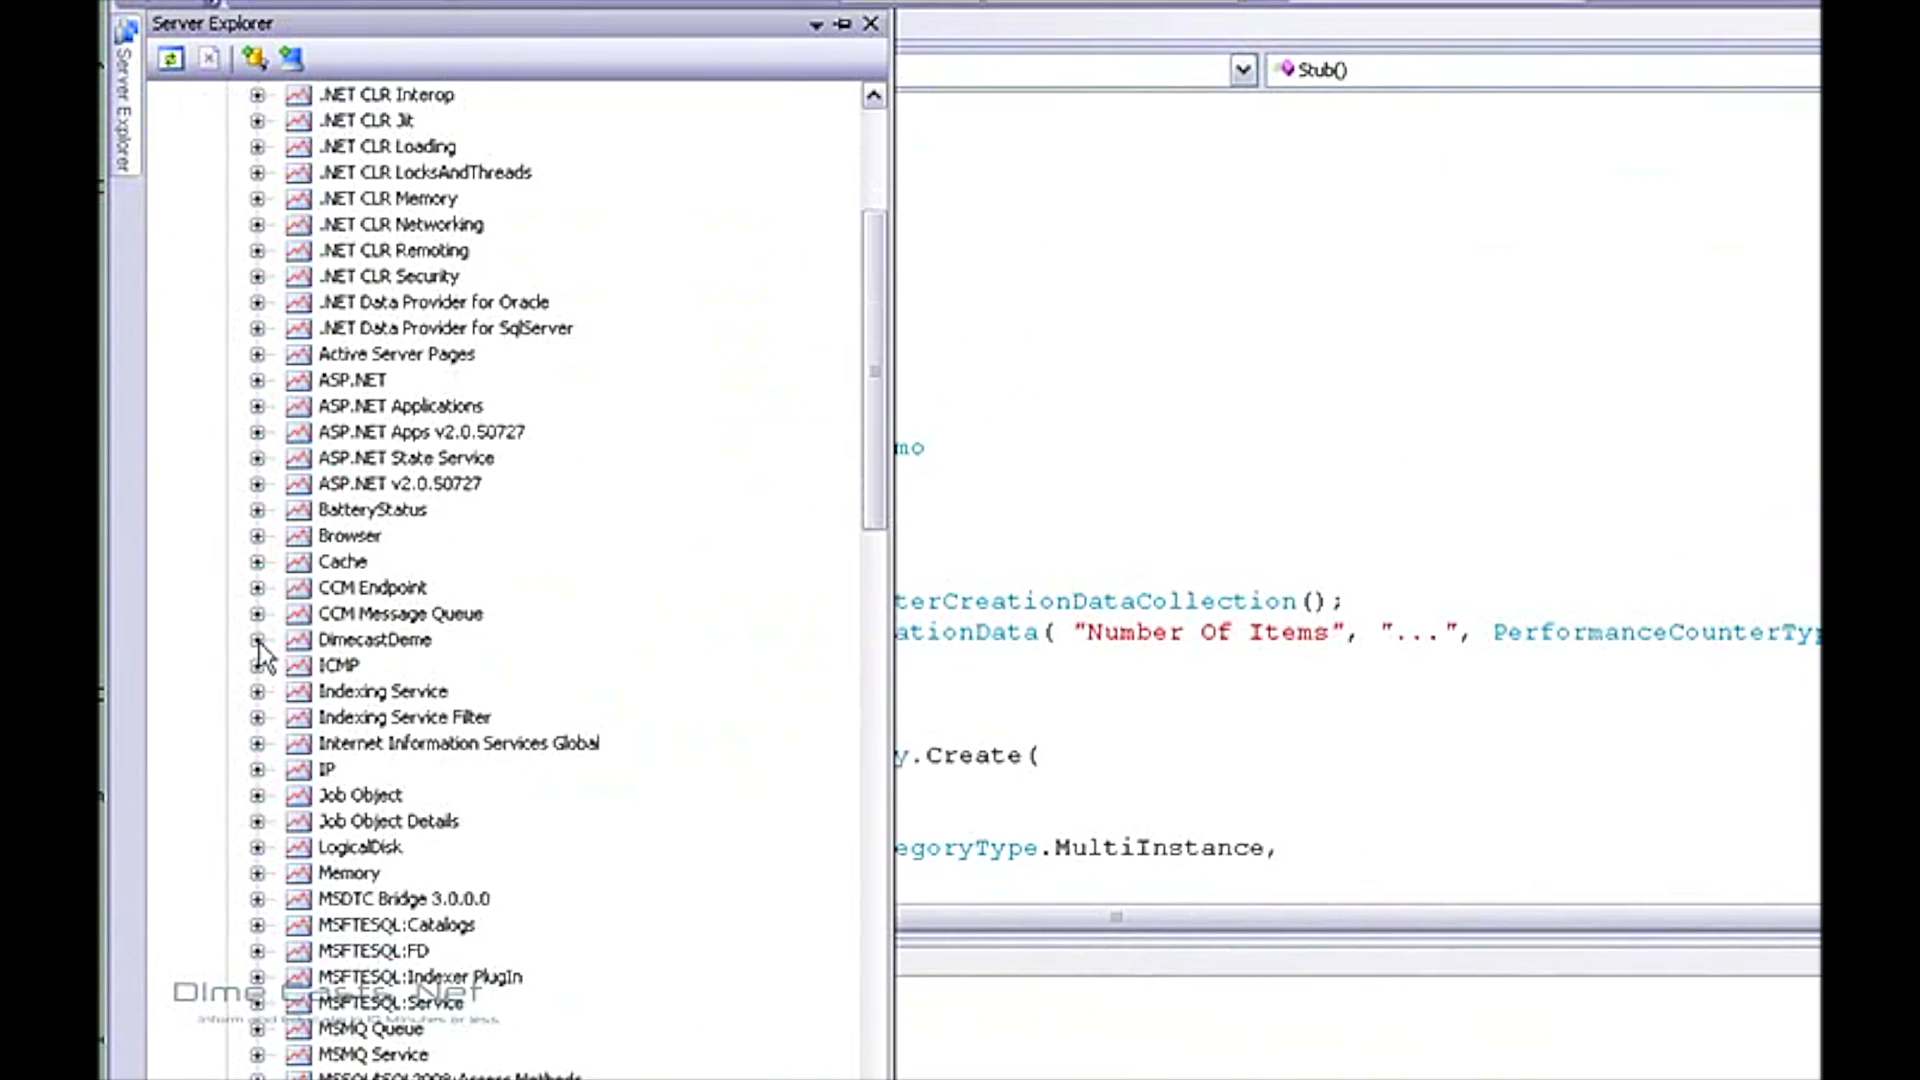 Server Explorer
Server Explorer
Stub()
.NET CLR Interop
.NET CLR Jit
.NET CLR Loading
.NET CLR LocksAndThreads
.NET CLR Memory
.NET CLR Networking
.NET CLR Remoting
.NET CLR Security
.NET Data Provider for Oracle
.NET Data Provider for SqlServer
Active Server Pages
ASP.NET
ASP.NET Applications
ASP.NET Apps v2.0.50727
ASP.NET State Service
ASP.NET v2.0.50727
BatteryStatus
Browser
Cache
CCM Endpoint
CCM Message Queue
DimecastDemo
ICMP
Indexing Service
Indexing Service Filter
Internet Information Services Global
IP
Job Object
Job Object Details
LogicalDisk
Memory
MSDTC Bridge 3.0.0.0
MSFTESQL:Catalogs
MSFTESQL:FD
MSFTESQL:Indexer PlugIn
MSFTESQL:Service
MSMQ Queue
MSMQ Service
mo
terCreationDataCollection();
ationData( "Number Of Items", "...", PerformanceCounterTyp
y.Create(
egoryType.MultiInstance,
Dime Casts .Net